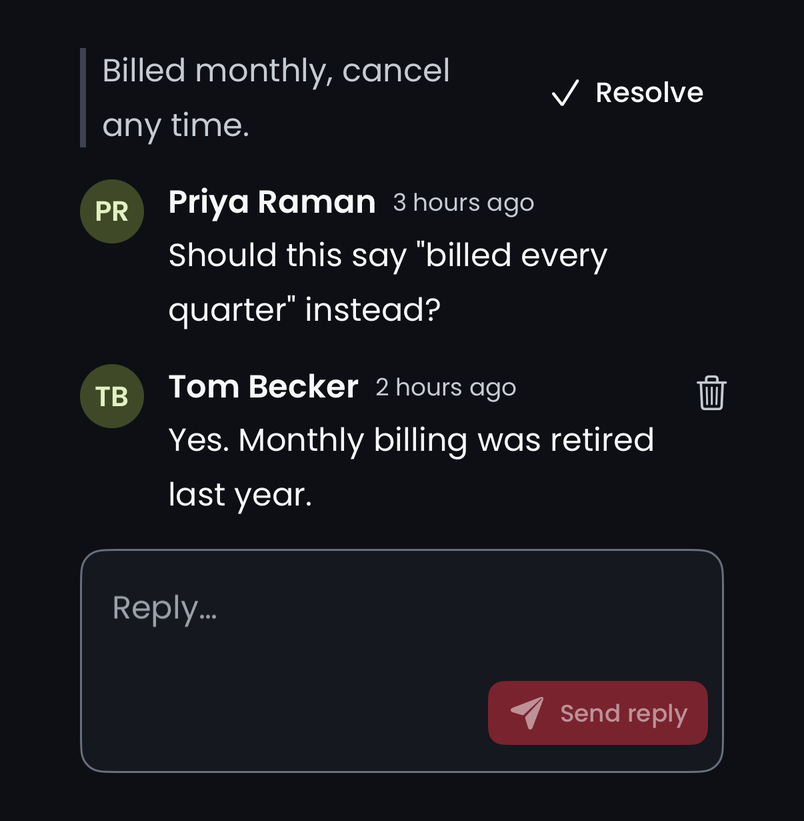 Billed monthly, cancel
any time.
Resolve
PR
Priya Raman 3 hours ago
Should this say "billed every
quarter" instead?
TB
Tom Becker 2 hours ago
Yes. Monthly billing was retired
last year.
Reply...
Send reply